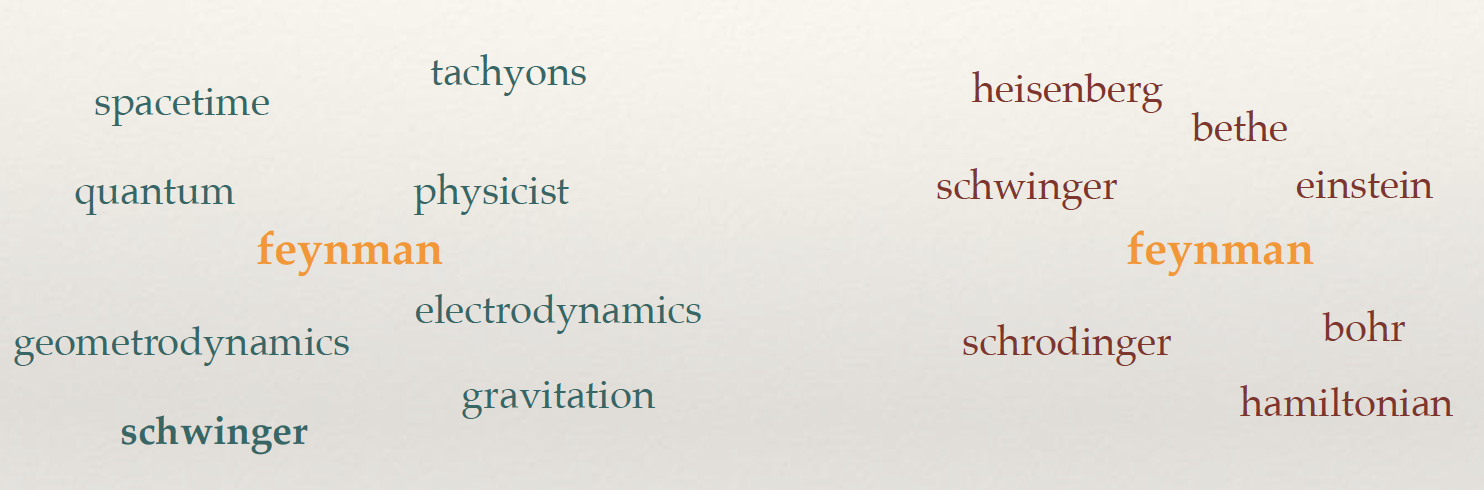 tachyons
spacetime
quantum
physicist
feynman
electrodynamics
geometrodynamics
gravitation
schwinger
heisenberg
bethe
schwinger
einstein
feynman
bohr
schrodinger
hamiltonian